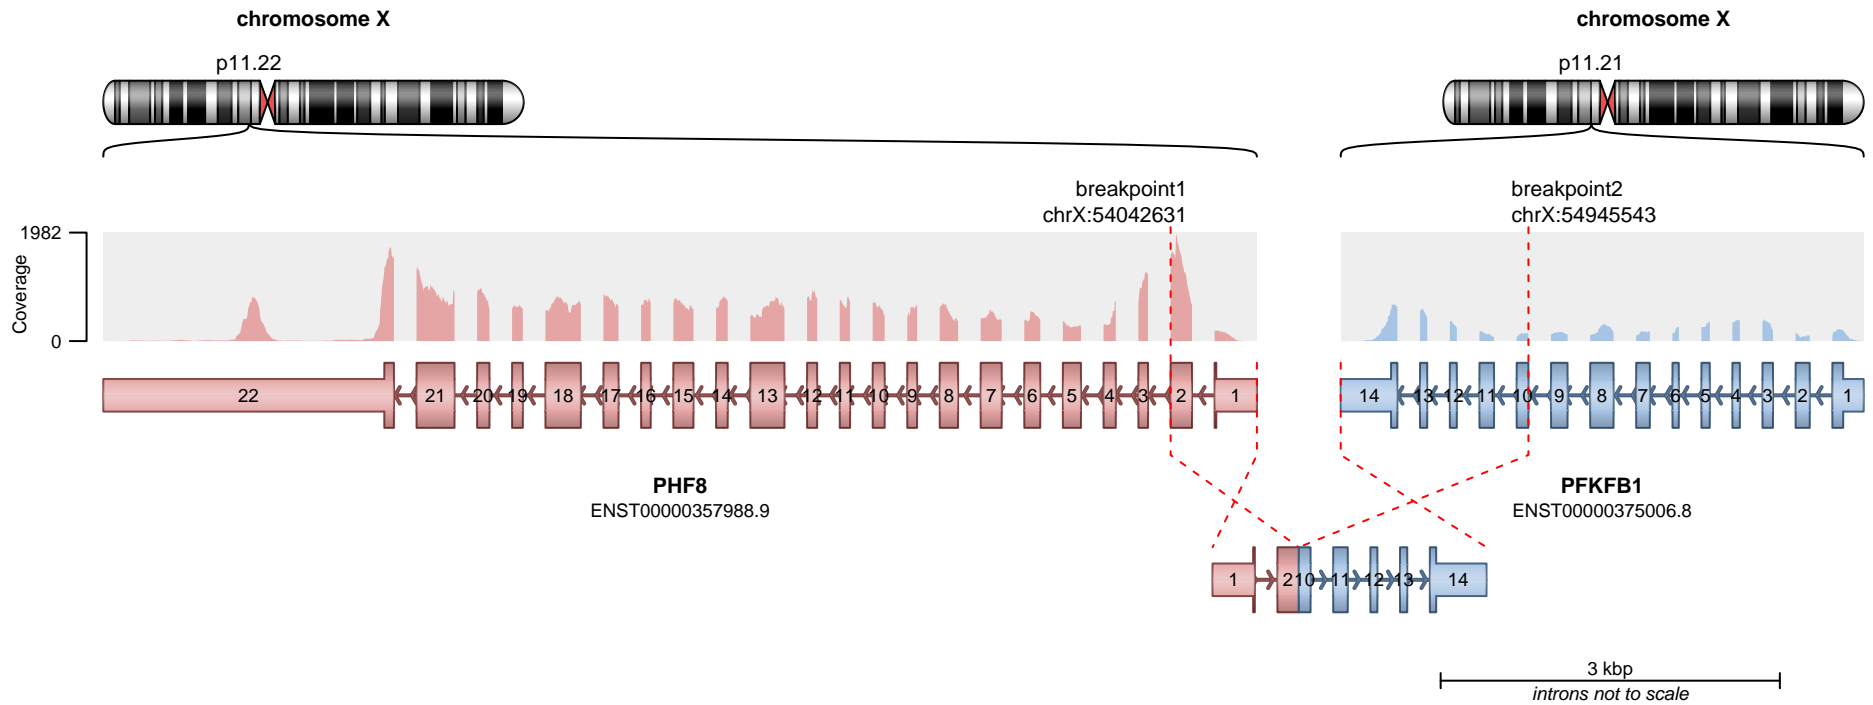 chromosome X
chromosome X
p11.22
p11.21
breakpoint1
chrX:54042631
breakpoint2
chrX:54945543
1982
Coverage
0
22 21 20 19 18 17 16 15 14 13 12 11 10 9 8 7 6 5 4 3 2 1
14 13 12 11 10 9 8 7 6 5 4 3 2 1
PHF8
ENST00000357988.9
PFKFB1
ENST00000375006.8
1 2 10 11 12 13 14
3 kbp
introns not to scale